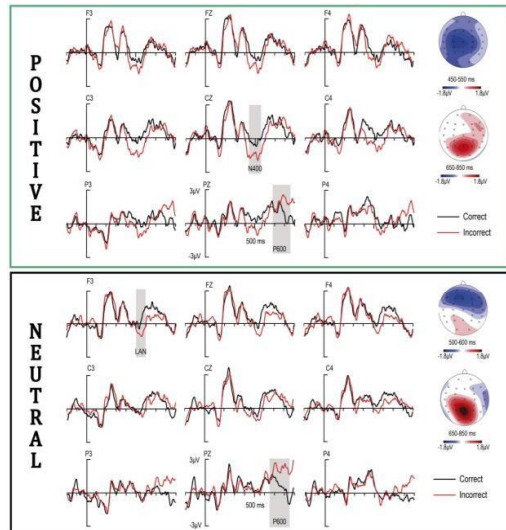 POSITIVE
F3 FZ F4
450-550 ms
-1.8µV 1.8µV
C3 CZ C4
N400
650-850 ms
-1.8µV 1.8µV
P3 PZ P4
3µV
500 ms
-3µV
P600
Correct
Incorrect
NEUTRAL
F3 FZ F4
LAN
500-600 ms
-1.8µV 1.8µV
C3 CZ C4
650-850 ms
-1.8µV 1.8µV
P3 PZ P4
3µV
500 ms
-3µV
P600
Correct
Incorrect